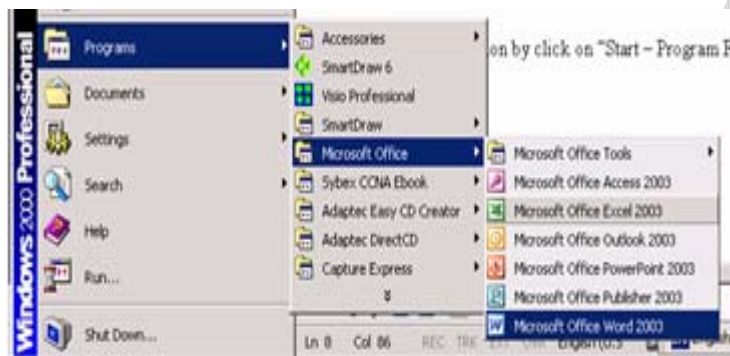 Windows 2000 Professional
Programs
Documents
Settings
Search
Help
Run...
Shut Down...
Accessories
SmartDraw 6
Visio Professional
SmartDraw
Microsoft Office
Sybex CCNA Ebook
Adaptec Easy CD Creator
Adaptec DirectCD
Capture Express
Microsoft Office Tools
Microsoft Office Access 2003
Microsoft Office Excel 2003
Microsoft Office Outlook 2003
Microsoft Office PowerPoint 2003
Microsoft Office Publisher 2003
Microsoft Office Word 2003
on by click on "Start – Program F
Ln 8 Col 86 REC TRK